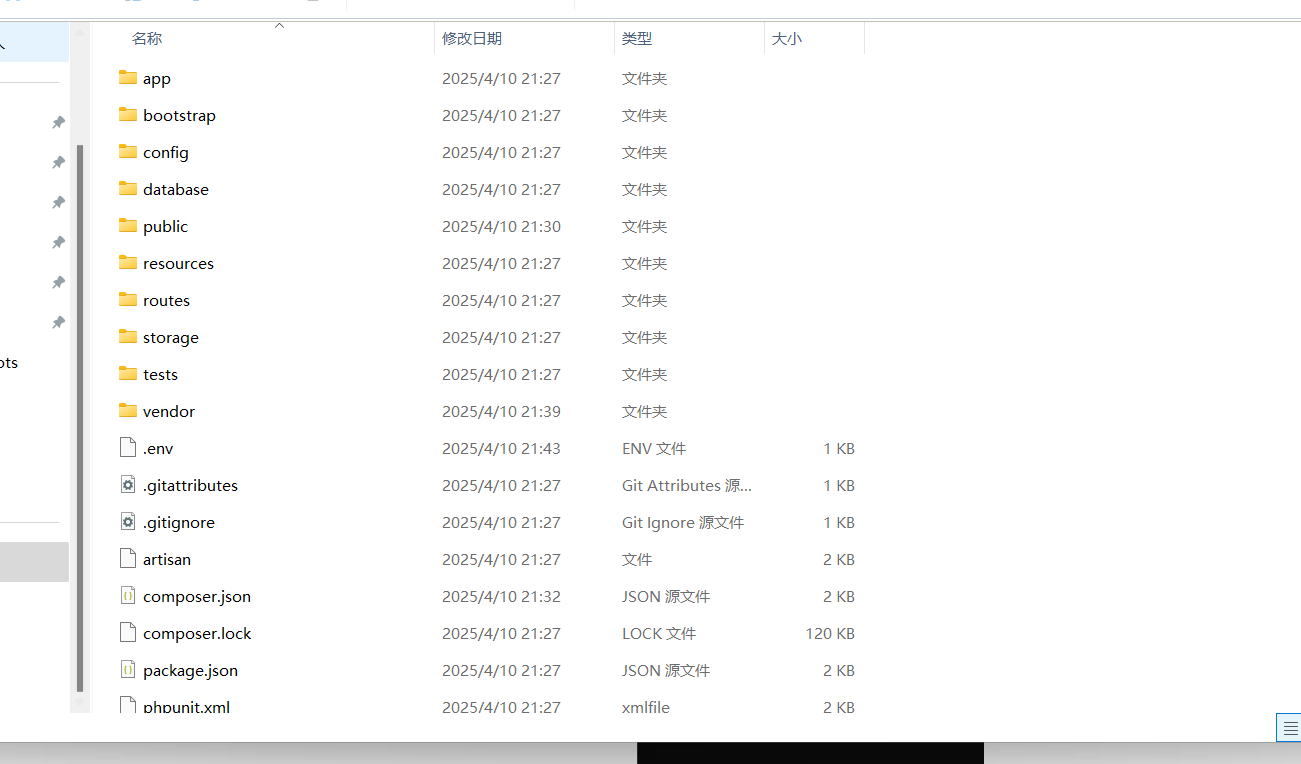 名称 修改日期 类型 大小
app 2025/4/10 21:27 文件夹
bootstrap 2025/4/10 21:27 文件夹
config 2025/4/10 21:27 文件夹
database 2025/4/10 21:27 文件夹
public 2025/4/10 21:30 文件夹
resources 2025/4/10 21:27 文件夹
routes 2025/4/10 21:27 文件夹
storage 2025/4/10 21:27 文件夹
ots
tests 2025/4/10 21:27 文件夹
vendor 2025/4/10 21:39 文件夹
.env 2025/4/10 21:43 ENV 文件 1 KB
.gitattributes 2025/4/10 21:27 Git Attributes 源... 1 KB
.gitignore 2025/4/10 21:27 Git Ignore 源文件 1 KB
artisan 2025/4/10 21:27 文件 2 KB
composer.json 2025/4/10 21:32 JSON 源文件 2 KB
composer.lock 2025/4/10 21:27 LOCK 文件 120 KB
package.json 2025/4/10 21:27 JSON 源文件 2 KB
phpunit.xml 2025/4/10 21:27 xmlfile 2 KB